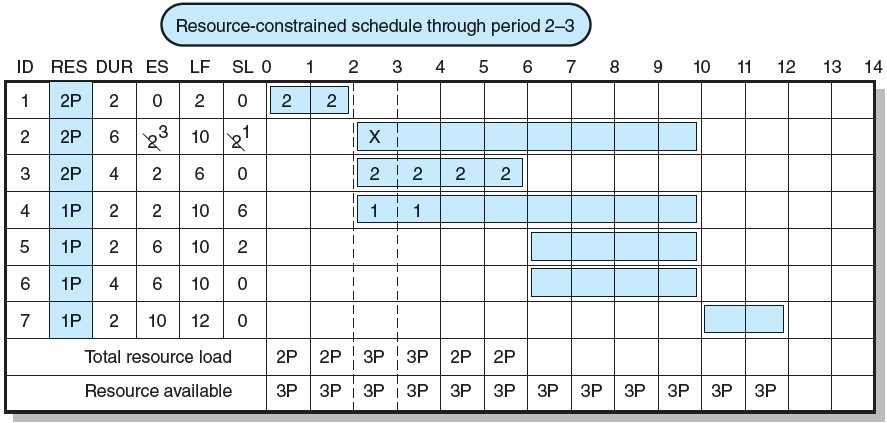 Resource-constrained schedule through period 2–3
ID RES DUR ES LF SL 0 1 2 3 4 5 6 7 8 9 10 11 12 13 14
1 2P 2 0 2 0 2 2
2 2P 6 2 3 10 2 1 X
3 2P 4 2 6 0 2 2 2 2
4 1P 2 2 10 6 1 1
5 1P 2 6 10 2
6 1P 4 6 10 0
7 1P 2 10 12 0
Total resource load 2P 2P 3P 3P 2P 2P
Resource available 3P 3P 3P 3P 3P 3P 3P 3P 3P 3P 3P 3P